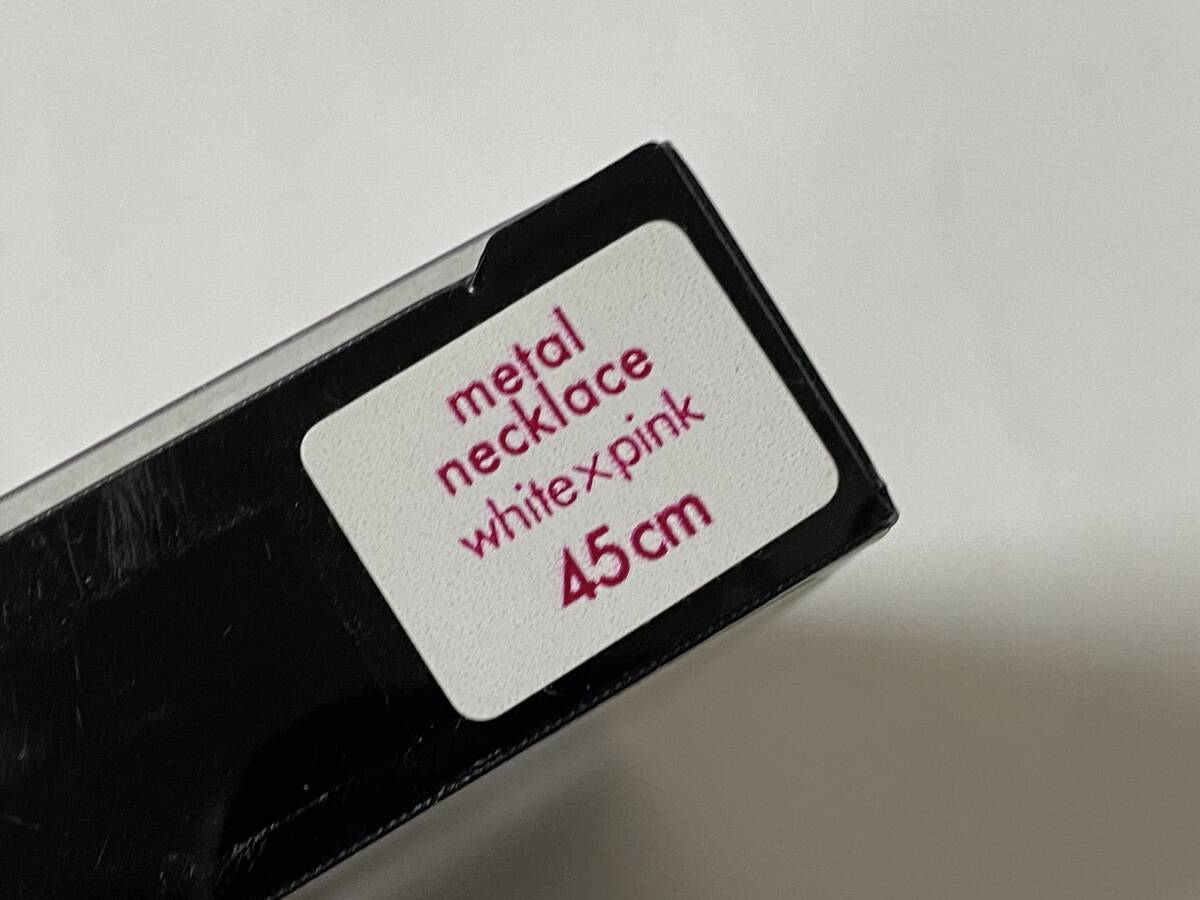 metal
necklace
white×pink
45cm